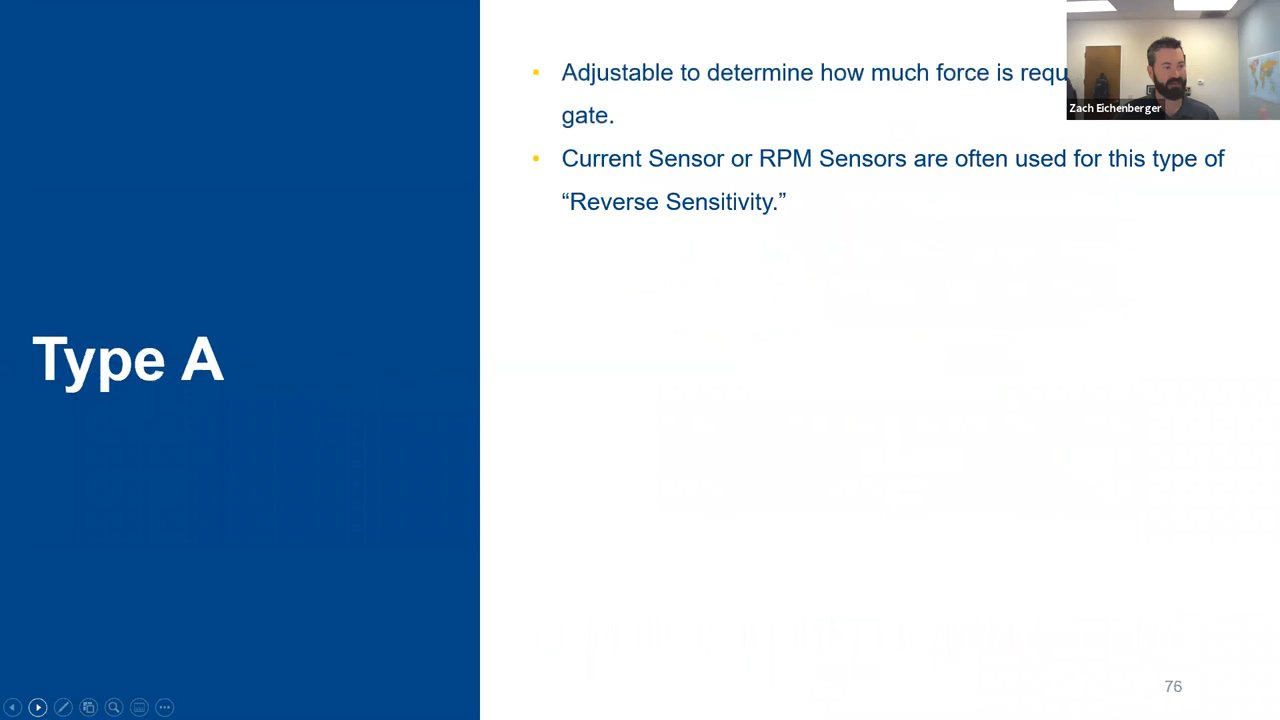 Adjustable to determine how much force is requ
gate.
Current Sensor or RPM Sensors are often used for this type of
“Reverse Sensitivity.”
Type A
Zach Eichenberger
76